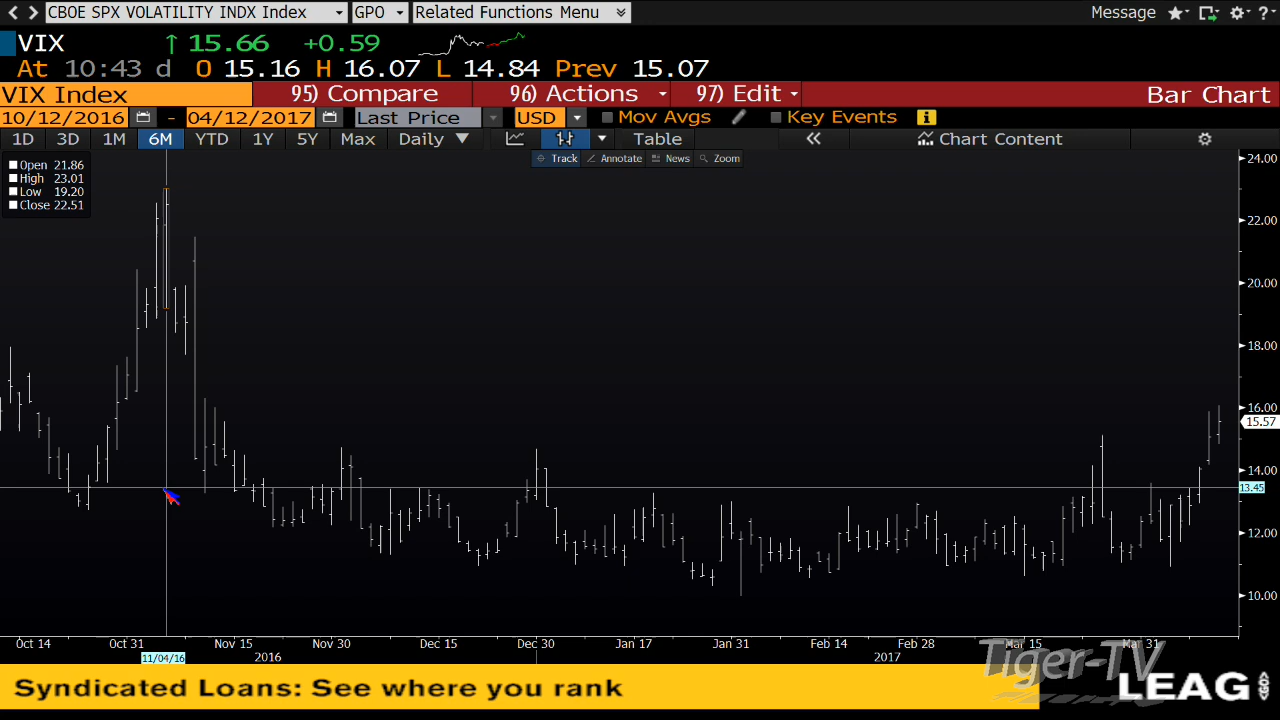 CBOE SPX VOLATILITY INDX Index GPO Related Functions Menu Message ?
VIX ↑ 15.66 +0.59
At 10:43 d O 15.16 H 16.07 L 14.84 Prev 15.07
VIX Index 95) Compare 96) Actions 97) Edit Bar Chart
10/12/2016 - 04/12/2017 Last Price USD Mov Avgs Key Events i
1D 3D 1M 6M YTD 1Y 5Y Max Daily ▼ Table « Chart Content
Track Annotate News Zoom
Open 21.86
High 23.01
Low 19.20
Close 22.51
24.00
22.00
20.00
18.00
16.00
15.57
14.00
13.45
12.00
10.00
Oct 14 Oct 31 Nov 15 Nov 30 Dec 15 Dec 30 Jan 17 Jan 31 Feb 14 Feb 28 Mar 15 Mar 31
11/04/16 2016 2017
Tiger-TV
Syndicated Loans: See where you rank LEAG <GO>